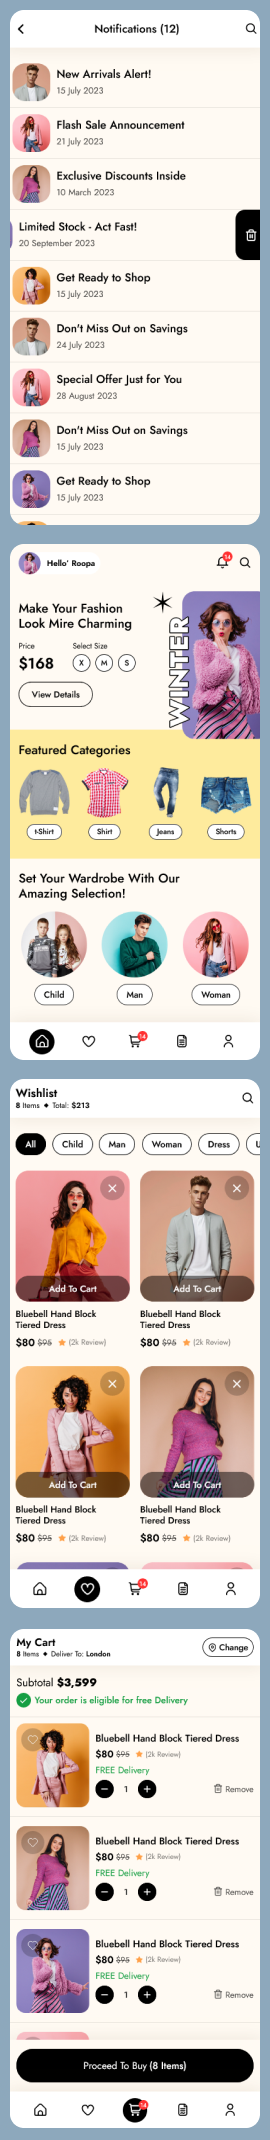 Notifications (12)
New Arrivals Alert!
15 July 2023
Flash Sale Announcement
21 July 2023
Exclusive Discounts Inside
10 March 2023
Limited Stock - Act Fast!
20 September 2023
Get Ready to Shop
15 July 2023
Don't Miss Out on Savings
24 July 2023
Special Offer Just for You
28 August 2023
Don't Miss Out on Savings
15 July 2023
Get Ready to Shop
15 July 2023
Hello' Roopa
14
Make Your Fashion
Look Mire Charming
Price
Select Size
$168
X
M
S
View Details
WINTER
Featured Categories
t-Shirt
Shirt
Jeans
Shorts
Set Your Wardrobe With Our
Amazing Selection!
Child
Man
Woman
14
Wishlist
8 Items ◆ Total: $213
All
Child
Man
Woman
Dress
U
Add To Cart
Add To Cart
Bluebell Hand Block
Tiered Dress
$80 $95 (2k Review)
Bluebell Hand Block
Tiered Dress
$80 $95 (2k Review)
Add To Cart
Add To Cart
Bluebell Hand Block
Tiered Dress
$80 $95 (2k Review)
Bluebell Hand Block
Tiered Dress
$80 $95 (2k Review)
14
My Cart
8 Items ◆ Deliver To: London
Change
Subtotal $3,599
Your order is eligible for free Delivery
Bluebell Hand Block Tiered Dress
$80 $95 (2k Review)
FREE Delivery
1
Remove
Bluebell Hand Block Tiered Dress
$80 $95 (2k Review)
FREE Delivery
1
Remove
Bluebell Hand Block Tiered Dress
$80 $95 (2k Review)
FREE Delivery
1
Remove
Proceed To Buy (8 Items)
14